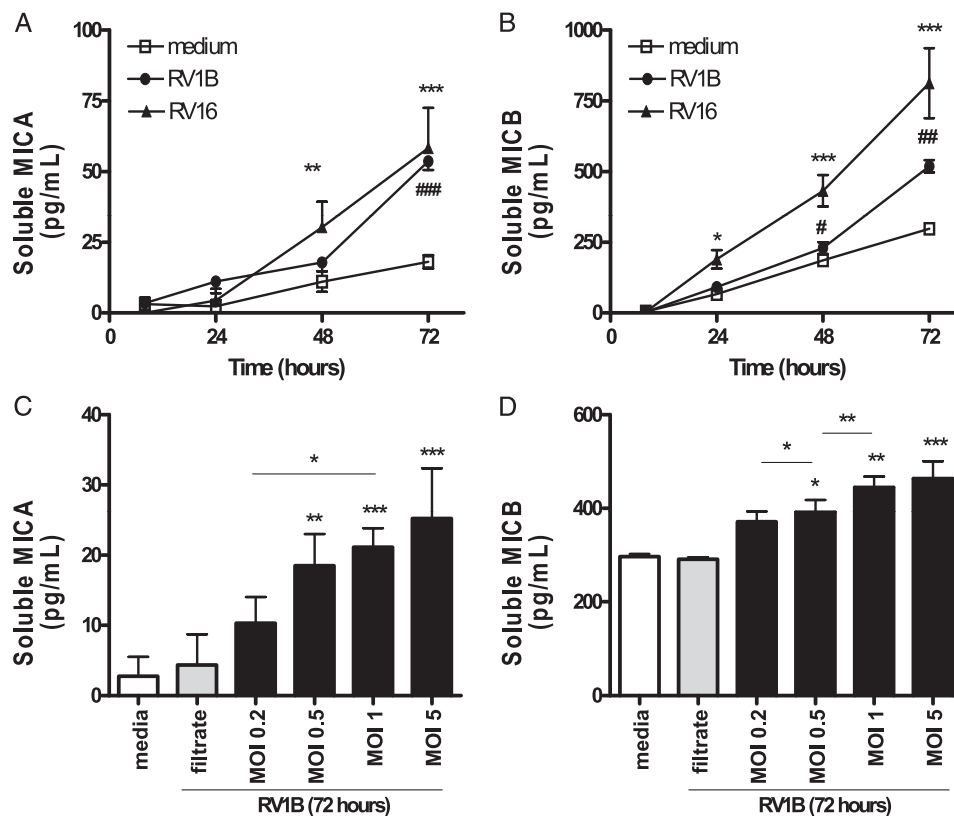 A
100
75
50
25
0
Soluble MICA
(pg/mL)
medium
RV1B
RV16
**
***
###
0
24
48
72
Time (hours)
B
1000
750
500
250
0
Soluble MICB
(pg/mL)
medium
RV1B
RV16
*
***
#
***
##
0
24
48
72
Time (hours)
C
40
30
20
10
0
Soluble MICA
(pg/mL)
*
**
***
***
media
filtrate
MOI 0.2
MOI 0.5
MOI 1
MOI 5
RV1B (72 hours)
D
600
400
200
0
Soluble MICB
(pg/mL)
*
**
*
**
***
media
filtrate
MOI 0.2
MOI 0.5
MOI 1
MOI 5
RV1B (72 hours)